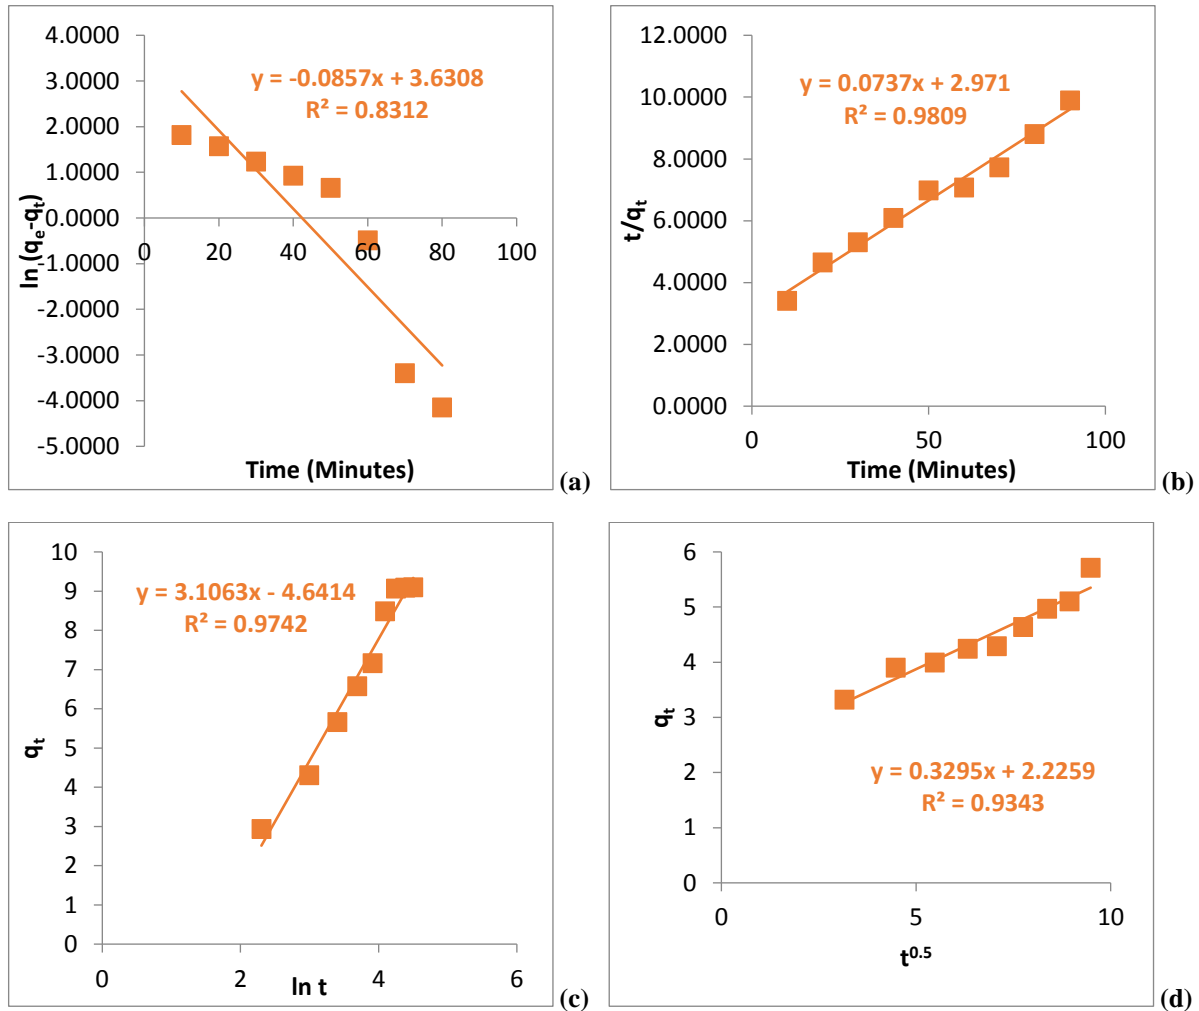 4.0000
3.0000
2.0000
1.0000
0.0000
-1.0000
-2.0000
-3.0000
-4.0000
-5.0000
0 20 40 60 80 100
ln (qe-qt)
y = -0.0857x + 3.6308
R² = 0.8312
Time (Minutes)
(a)
12.0000
10.0000
8.0000
6.0000
4.0000
2.0000
0.0000
0 50 100
t/qt
y = 0.0737x + 2.971
R² = 0.9809
Time (Minutes)
(b)
10
9
8
7
6
5
4
3
2
1
0
0 2 4 6
qt
y = 3.1063x - 4.6414
R² = 0.9742
ln t
(c)
6
5
4
3
2
1
0
0 5 10
qt
y = 0.3295x + 2.2259
R² = 0.9343
t0.5
(d)